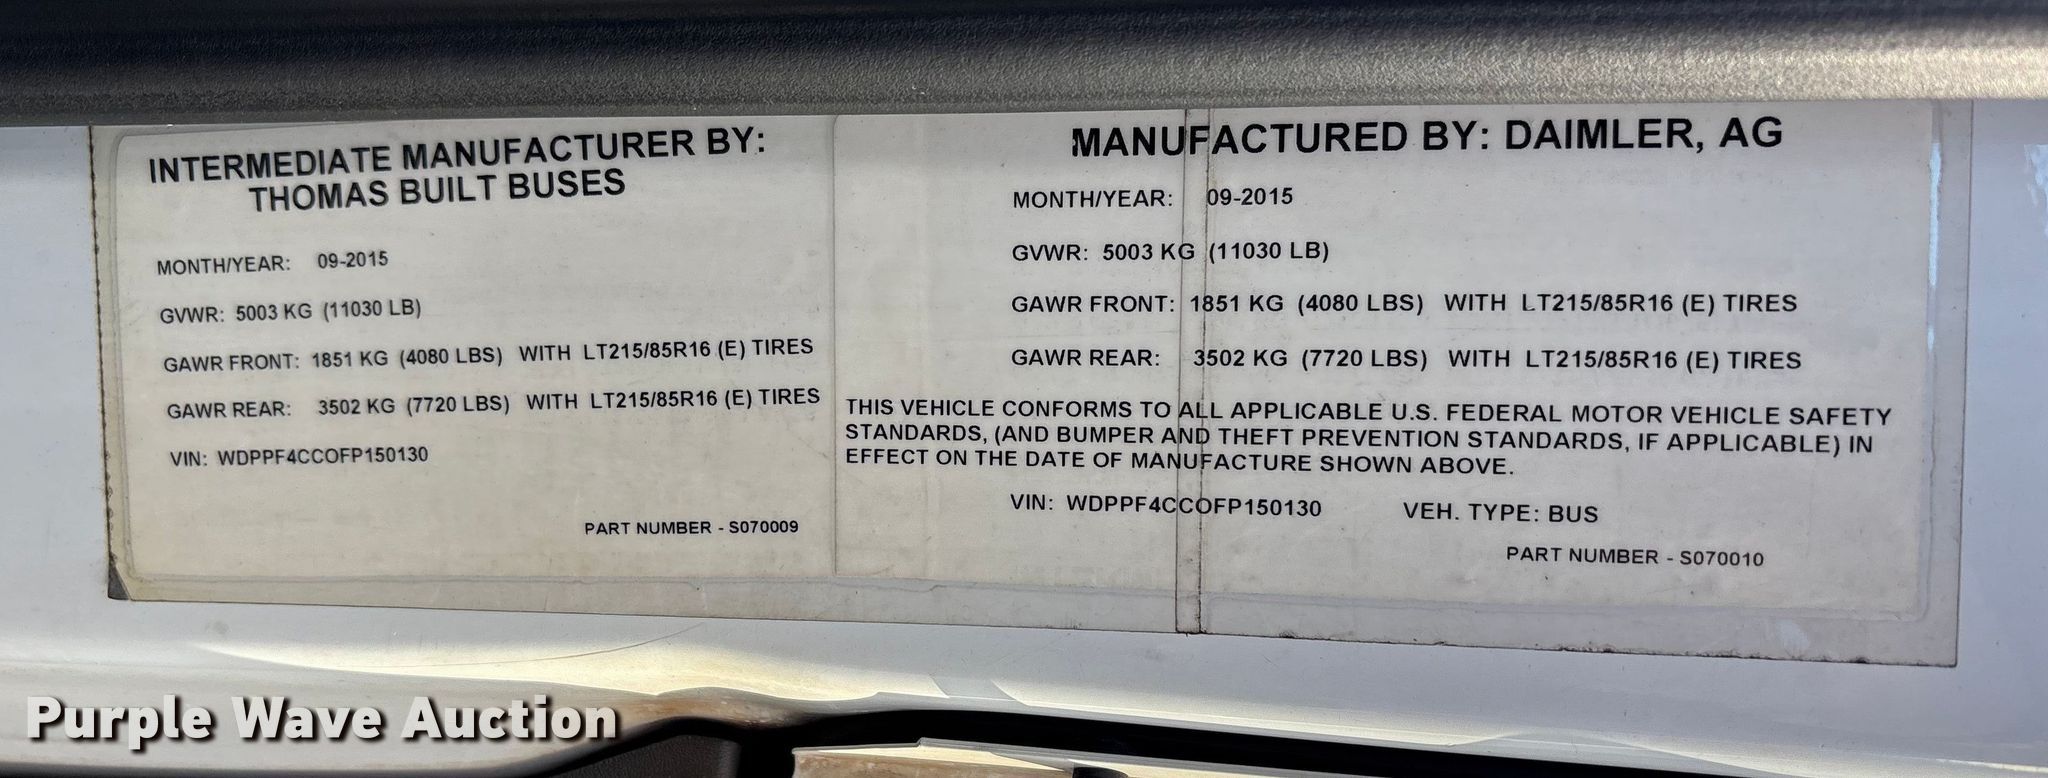 INTERMEDIATE MANUFACTURER BY:
THOMAS BUILT BUSES
MONTH/YEAR: 09-2015
GVWR: 5003 KG (11030 LB)
GAWR FRONT: 1851 KG (4080 LBS) WITH LT215/85R16 (E) TIRES
GAWR REAR: 3502 KG (7720 LBS) WITH LT215/85R16 (E) TIRES
VIN: WDPPF4CCOFP150130
PART NUMBER - S070009
MANUFACTURED BY: DAIMLER, AG
MONTH/YEAR: 09-2015
GVWR: 5003 KG (11030 LB)
GAWR FRONT: 1851 KG (4080 LBS) WITH LT215/85R16 (E) TIRES
GAWR REAR: 3502 KG (7720 LBS) WITH LT215/85R16 (E) TIRES
THIS VEHICLE CONFORMS TO ALL APPLICABLE U.S. FEDERAL MOTOR VEHICLE SAFETY
STANDARDS, (AND BUMPER AND THEFT PREVENTION STANDARDS, IF APPLICABLE) IN
EFFECT ON THE DATE OF MANUFACTURE SHOWN ABOVE.
VIN: WDPPF4CCOFP150130 VEH. TYPE: BUS
PART NUMBER - S070010
Purple Wave Auction